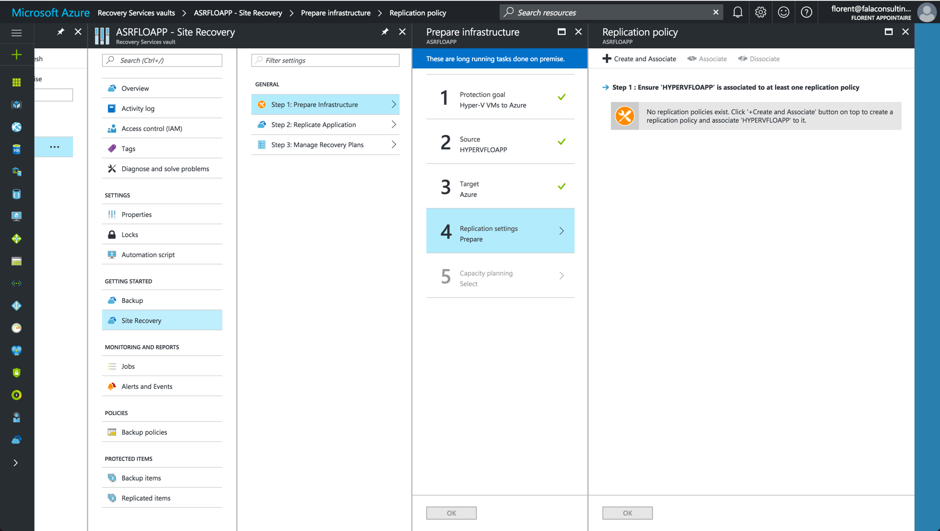 Microsoft Azure Recovery Services vaults > ASRFLOAPP - Site Recovery > Prepare infrastructure > Replication policy
Search resources
florent@falaconsultin...
FLORENT APPOINTAIRE
esh
ise
ASRFLOAPP - Site Recovery
Recovery Services vault
Search (Ctrl+/)
Overview
Activity log
Access control (IAM)
Tags
Diagnose and solve problems
SETTINGS
Properties
Locks
Automation script
GETTING STARTED
Backup
Site Recovery
MONITORING AND REPORTS
Jobs
Alerts and Events
POLICIES
Backup policies
PROTECTED ITEMS
Backup items
Replicated items
Filter settings
GENERAL
Step 1: Prepare Infrastructure
Step 2: Replicate Application
Step 3: Manage Recovery Plans
Prepare infrastructure
ASRFLOAPP
These are long running tasks done on premise.
1 Protection goal
Hyper-V VMs to Azure
2 Source
HYPERVFLOAPP
3 Target
Azure
4 Replication settings
Prepare
5 Capacity planning
Select
OK
Replication policy
ASRFLOAPP
Create and Associate Associate Dissociate
Step 1 : Ensure 'HYPERVFLOAPP' is associated to at least one replication policy
No replication policies exist. Click '+Create and Associate' button on top to create a
replication policy and associate 'HYPERVFLOAPP' to it.
OK